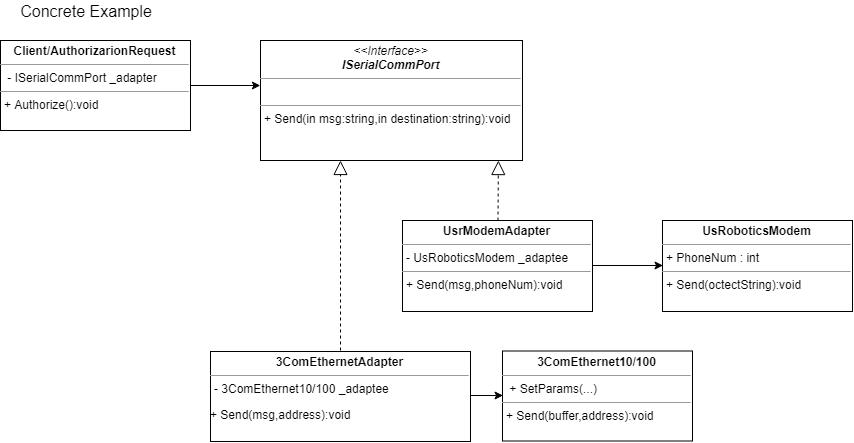 Concrete Example
Client/AuthorizarionRequest
- ISerialCommPort _adapter
+ Authorize():void
<<Interface>>
ISerialCommPort
+ Send(in msg:string,in destination:string):void
UsrModemAdapter
- UsRoboticsModem _adaptee
+ Send(msg,phoneNum):void
UsRoboticsModem
+ PhoneNum : int
+ Send(octectString):void
3ComEthernetAdapter
- 3ComEthernet10/100 _adaptee
+ Send(msg,address):void
3ComEthernet10/100
+ SetParams(...)
+ Send(buffer,address):void